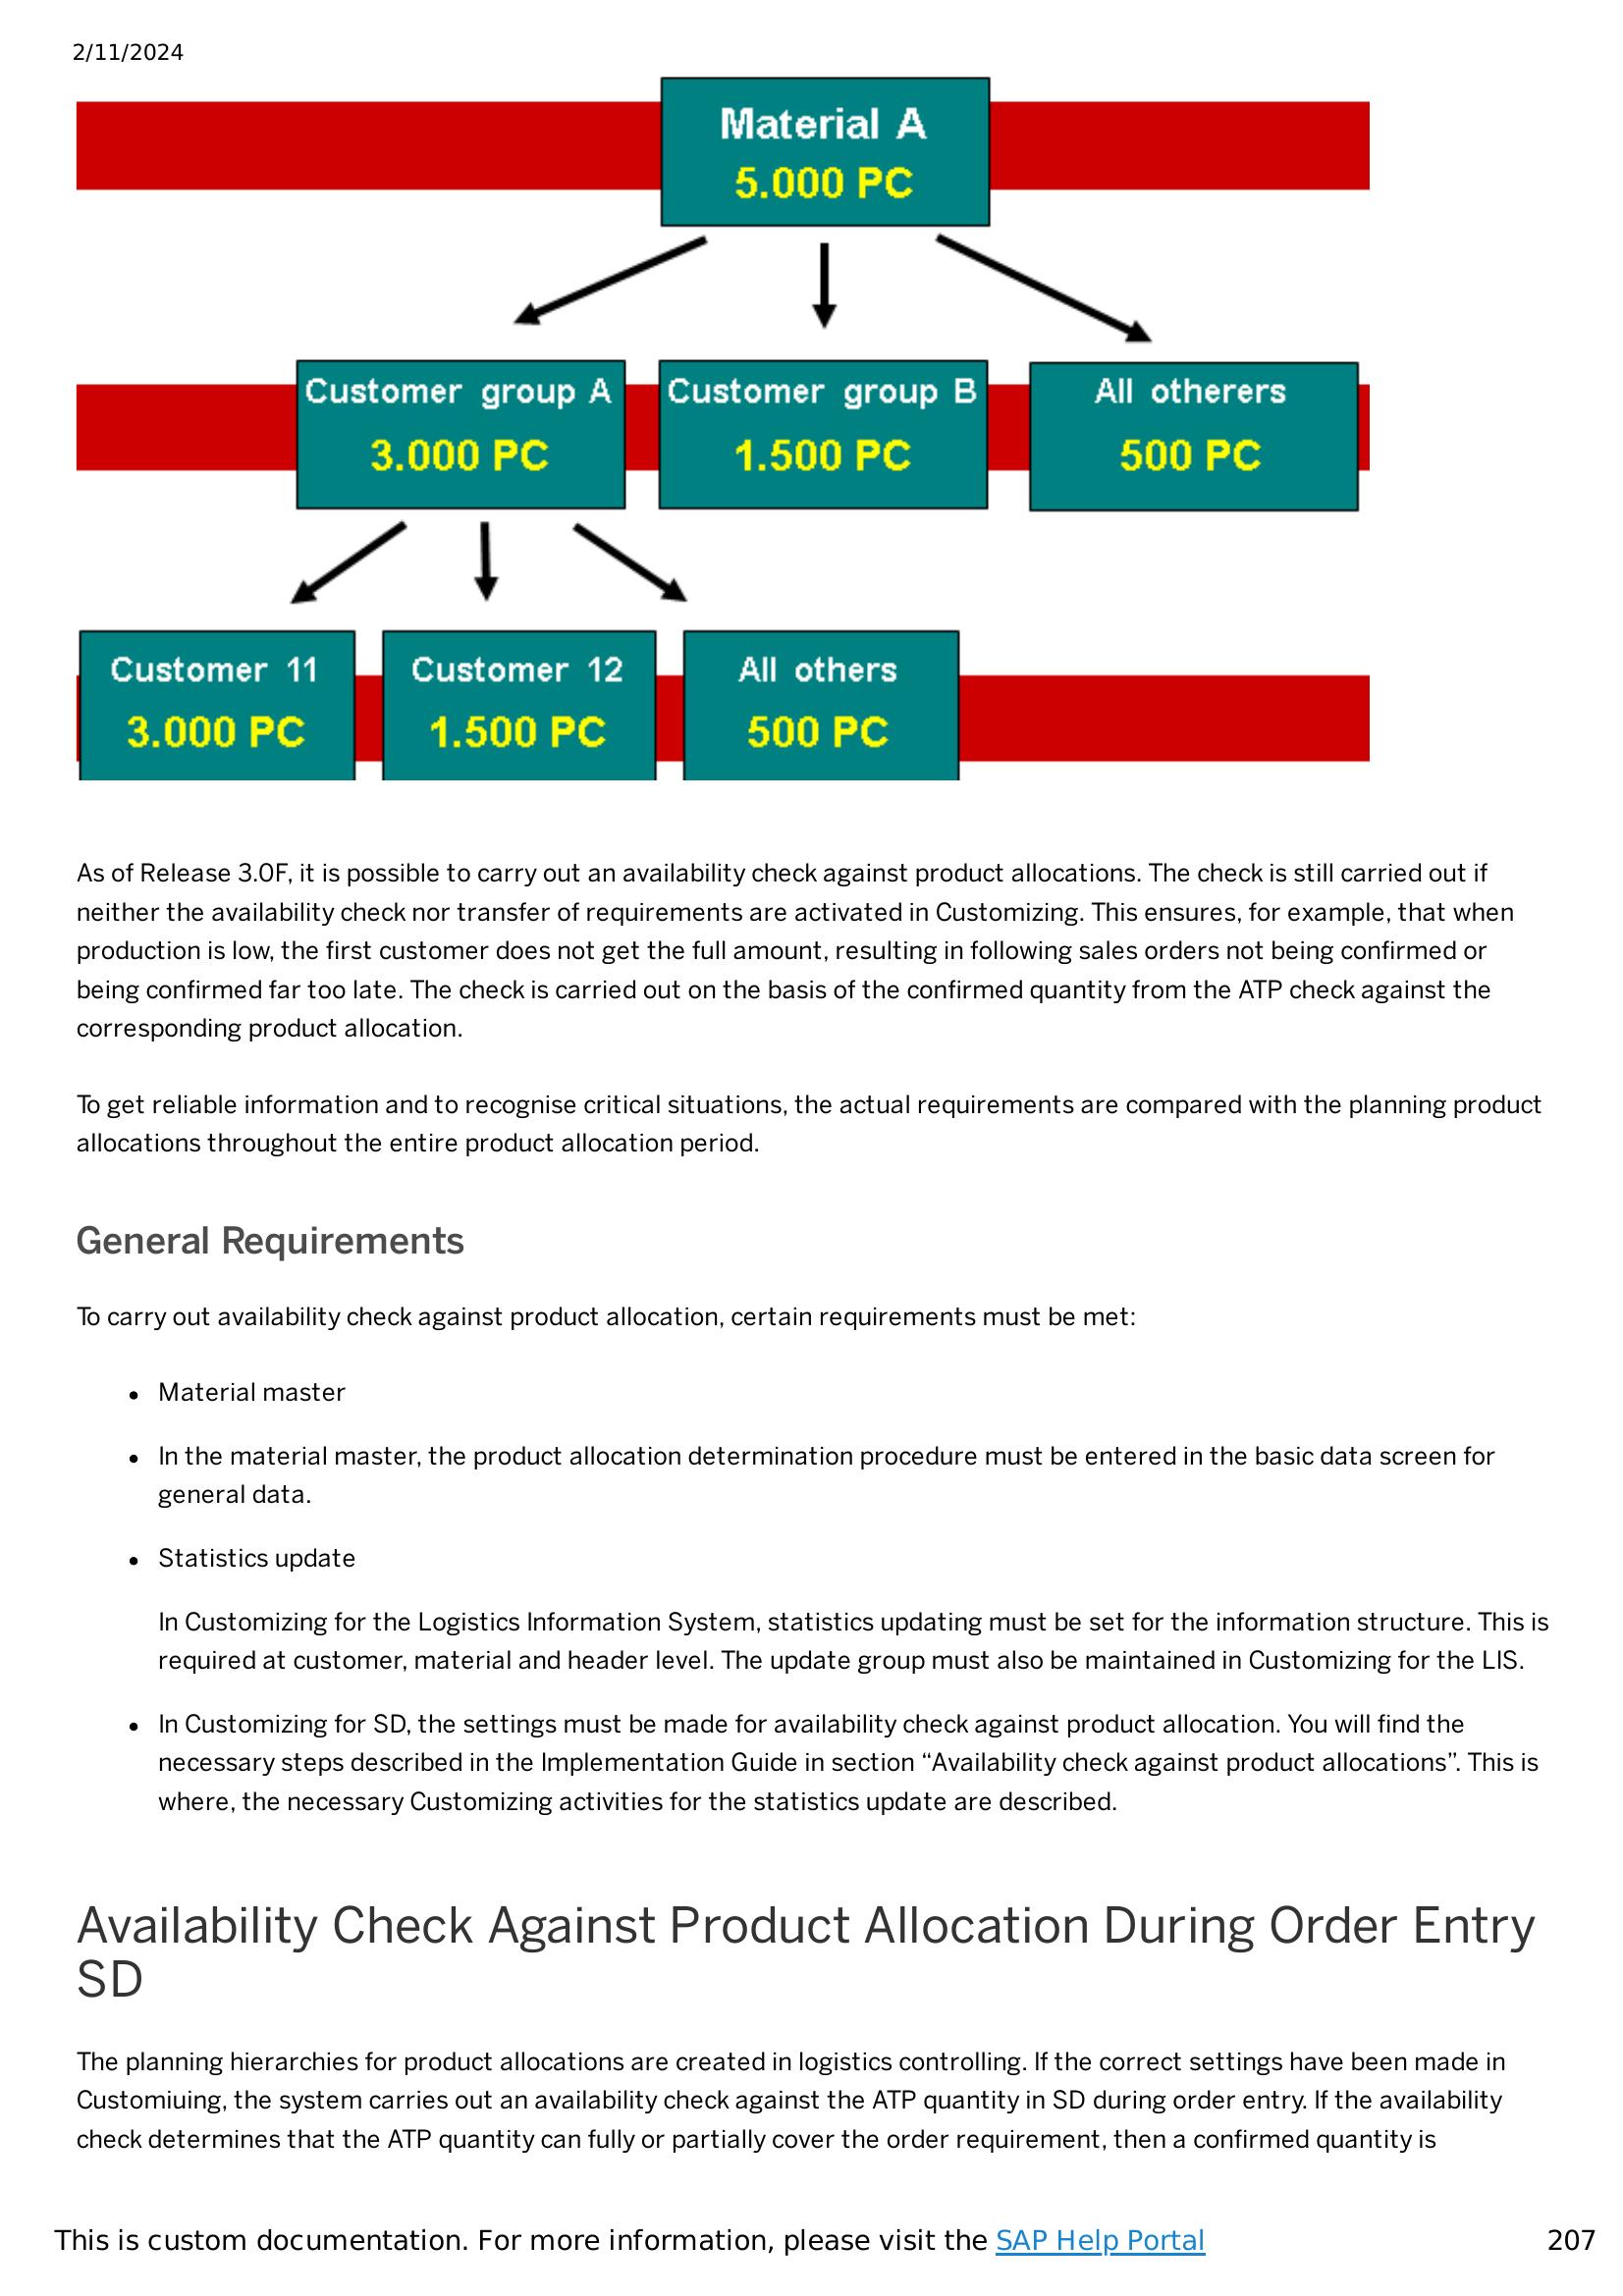 2/11/2024
Material A
5.000 PC
Customer group A
3.000 PC
Customer group B
1.500 PC
All otherers
500 PC
Customer 11
3.000 PC
Customer 12
1.500 PC
All others
500 PC
As of Release 3.0F, it is possible to carry out an availability check against product allocations. The check is still carried out if
neither the availability check nor transfer of requirements are activated in Customizing. This ensures, for example, that when
production is low, the first customer does not get the full amount, resulting in following sales orders not being confirmed or
being confirmed far too late. The check is carried out on the basis of the confirmed quantity from the ATP check against the
corresponding product allocation.
To get reliable information and to recognise critical situations, the actual requirements are compared with the planning product
allocations throughout the entire product allocation period.
General Requirements
To carry out availability check against product allocation, certain requirements must be met:
• Material master
• In the material master, the product allocation determination procedure must be entered in the basic data screen for
general data.
• Statistics update
In Customizing for the Logistics Information System, statistics updating must be set for the information structure. This is
required at customer, material and header level. The update group must also be maintained in Customizing for the LIS.
• In Customizing for SD, the settings must be made for availability check against product allocation. You will find the
necessary steps described in the Implementation Guide in section “Availability check against product allocations”. This is
where, the necessary Customizing activities for the statistics update are described.
Availability Check Against Product Allocation During Order Entry
SD
The planning hierarchies for product allocations are created in logistics controlling. If the correct settings have been made in
Customiuing, the system carries out an availability check against the ATP quantity in SD during order entry. If the availability
check determines that the ATP quantity can fully or partially cover the order requirement, then a confirmed quantity is
This is custom documentation. For more information, please visit the SAP Help Portal
207